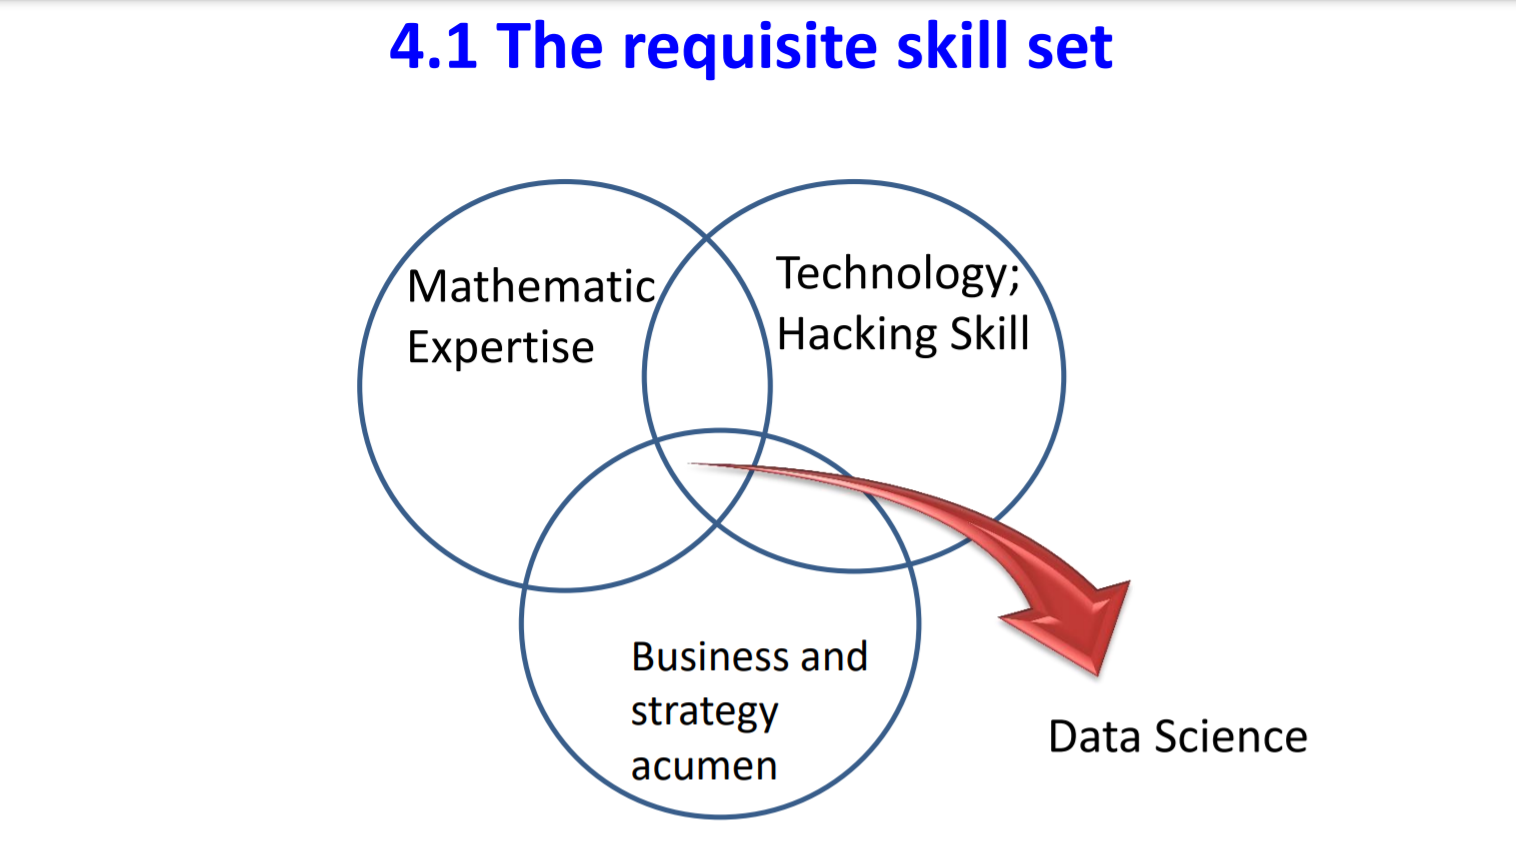 4.1 The requisite skill set
Mathematic
Expertise
Technology;
Hacking Skill
Business and
strategy
acumen
Data Science